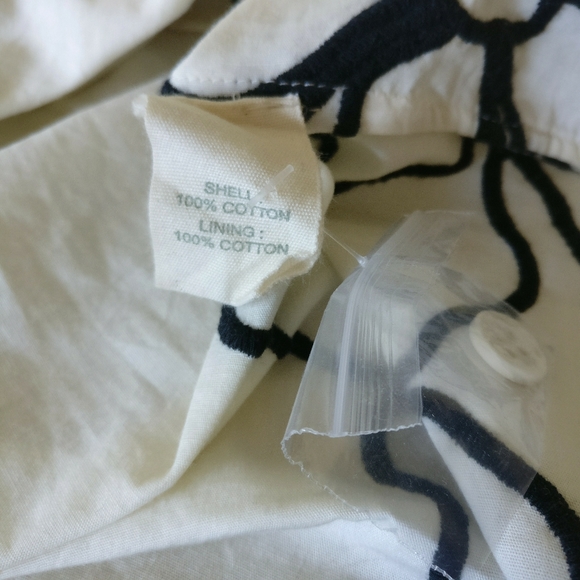 SHELL :
100% COTTON
LINING :
100% COTTON